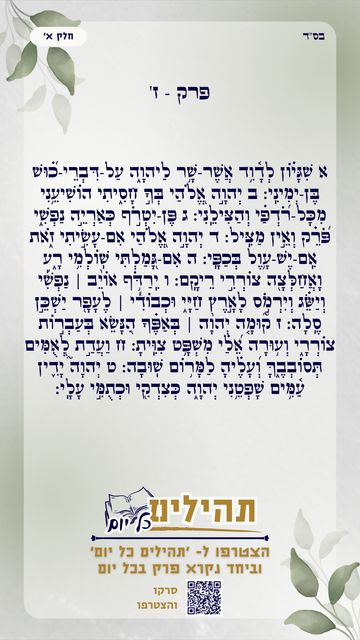 בס"ד
חלק א'
פרק - ז'
א שִׁגָּיוֹן לְדָוִד אֲשֶׁר-שָׁר לַיהוָה עַל-דִּבְרֵי-כוּשׁ
בֶּן-יְמִינִי: ב יְהוָה אֱלֹהַי בְּךָ חָסִיתִי הוֹשִׁיעֵנִי
מִכָּל-רֹדְפַי וְהַצִּילֵנִי: ג פֶּן-יִטְרֹף כְּאַרְיֵה נַפְשִׁי
פֹּרֵק וְאֵין מַצִּיל: ד יְהוָה אֱלֹהַי אִם-עָשִׂיתִי זֹאת
אִם-יֶשׁ-עָוֶל בְּכַפָּי: ה אִם-גָּמַלְתִּי שׁוֹלְמִי רָע
וָאֲחַלְּצָה צוֹרְרִי רֵיקָם: ו יִרַדֹּף אוֹיֵב | נַפְשִׁי
וְיַשֵּׂג וְיִרְמֹס לָאָרֶץ חַיָּי וּכְבוֹדִי | לֶעָפָר יַשְׁכֵּן
סֶלָה: ז קוּמָה יְהוָה | בְּאַפֶּךָ הִנָּשֵׂא בְּעַבְרוֹת
צוֹרְרָי וְעוּרָה אֵלַי מִשְׁפָּט צִוִּיתָ: ח וַעֲדַת לְאֻמִּים
תְּסוֹבְבֶךָּ וְעָלֶיהָ לַמָּרוֹם שׁוּבָה: ט יְהוָה יָדִין
עַמִּים שָׁפְטֵנִי יְהוָה כְּצִדְקִי וּכְתֻמִּי עָלָי:
תהילים
כל יום
הצטרפו ל- 'תהילים כל יום'
וביחד נקרא פרק בכל יום
סרקו
והצטרפו